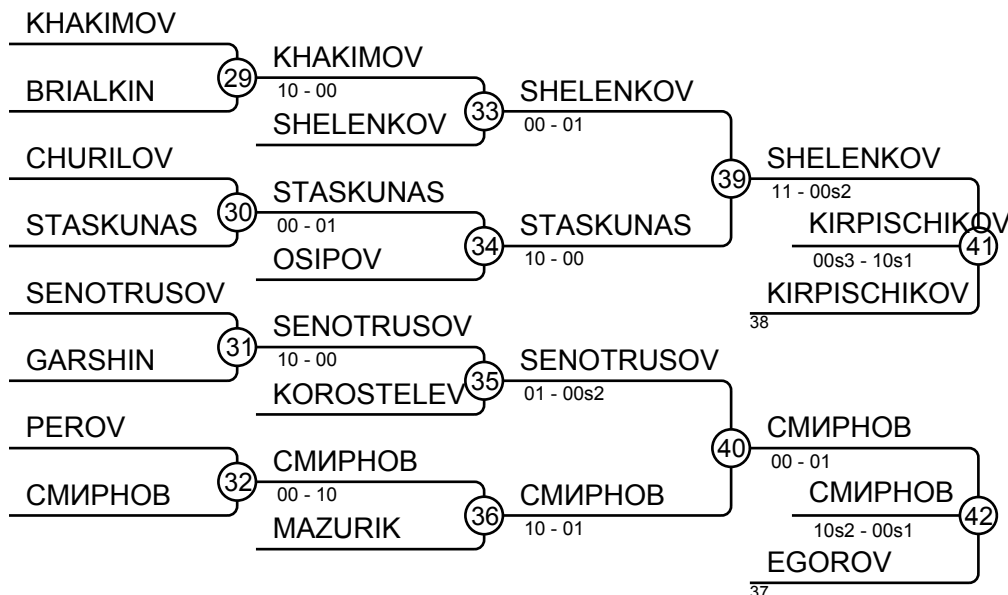 KHAKIMOV
29
KHAKIMOV
10 - 00
BRIALKIN
33
SHELENKOV
00 - 01
SHELENKOV
CHURILOV
39
SHELENKOV
11 - 00s2
30
STASKUNAS
00 - 01
STASKUNAS
34
STASKUNAS
10 - 00
KIRPISCHIKOV
41
00s3 - 10s1
OSIPOV
SENOTRUSOV
KIRPISCHIKOV
38
31
SENOTRUSOV
10 - 00
GARSHIN
35
SENOTRUSOV
01 - 00s2
KOROSTELEV
PEROV
40
СМИРНОВ
00 - 01
32
СМИРНОВ
00 - 10
СМИРНОВ
36
СМИРНОВ
10 - 01
СМИРНОВ
42
10s2 - 00s1
MAZURIK
EGOROV
37